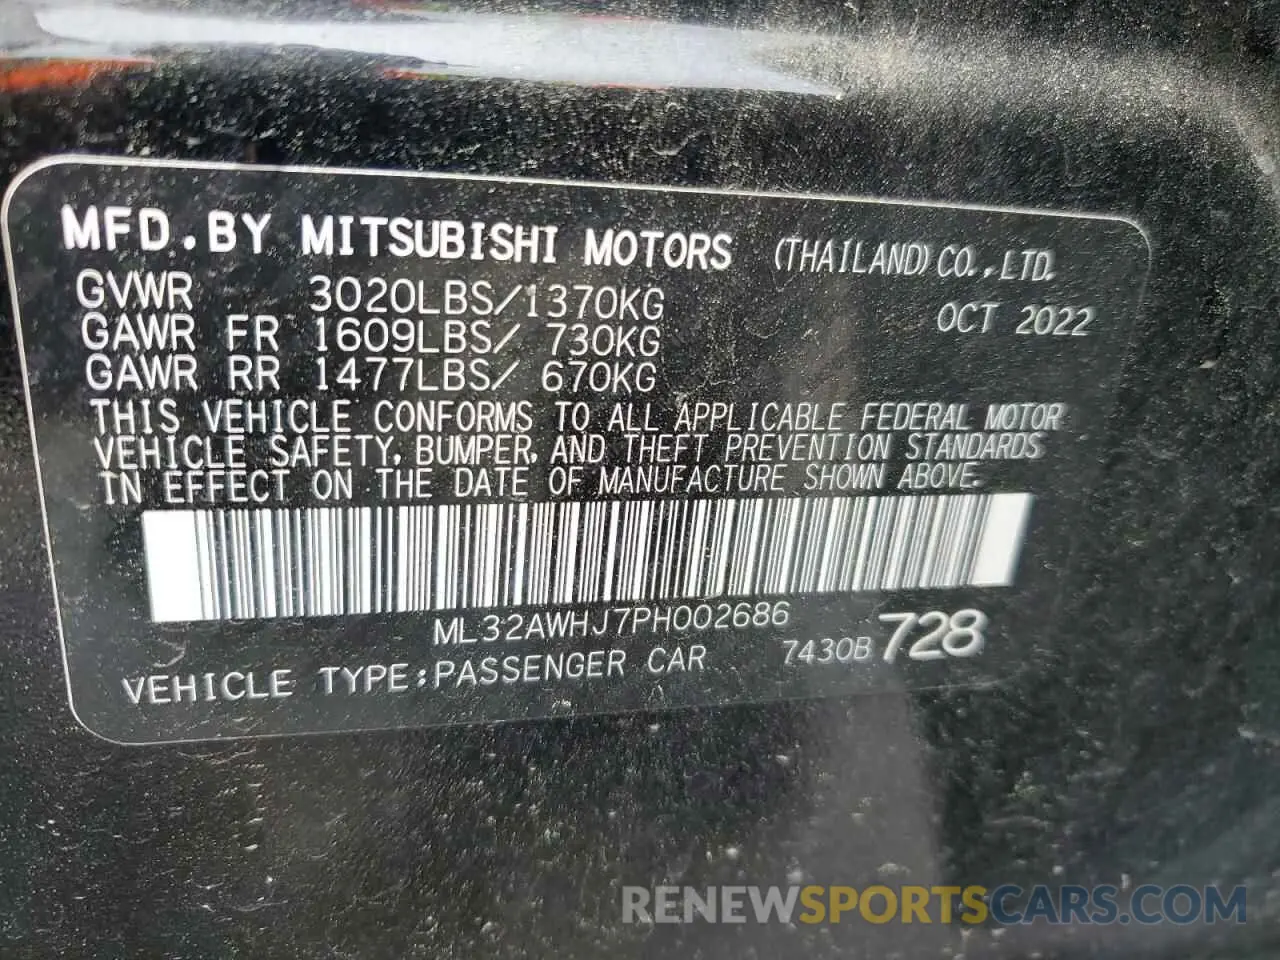 MFD.BY MITSUBISHI MOTORS (THAILAND) CO.,LTD.
GVWR 3020LBS/1370KG OCT 2022
GAWR FR 1609LBS/ 730KG
GAWR RR 1477LBS/ 670KG
THIS VEHICLE CONFORMS TO ALL APPLICABLE FEDERAL MOTOR
VEHICLE SAFETY, BUMPER, AND THEFT PREVENTION STANDARDS
IN EFFECT ON THE DATE OF MANUFACTURE SHOWN ABOVE.
ML32AWHJ7PH002686
VEHICLE TYPE:PASSENGER CAR 7430B 728
RENEWSPORTSCARS.COM